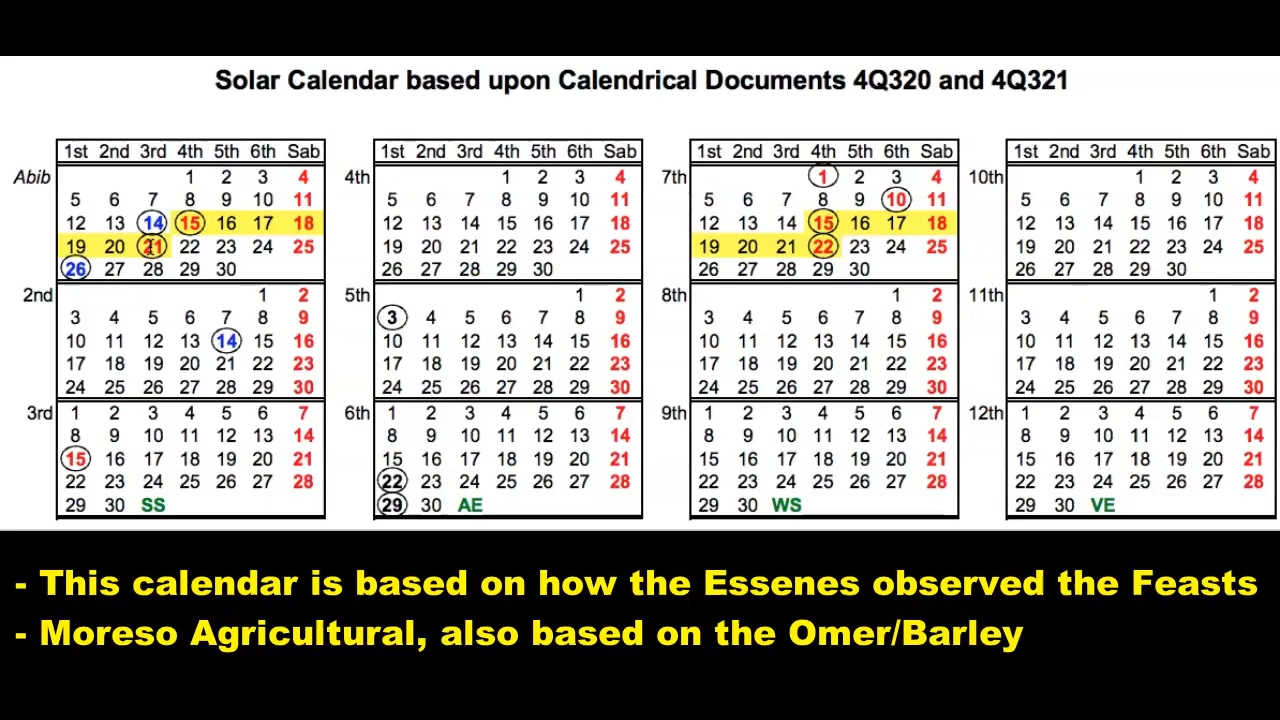 Solar Calendar based upon Calendrical Documents 4Q320 and 4Q321
1st 2nd 3rd 4th 5th 6th Sab
Abib 1 2 3 4
5 6 7 8 9 10 11
12 13 14 15 16 17 18
19 20 21 22 23 24 25
26 27 28 29 30
2nd 1 2
3 4 5 6 7 8 9
10 11 12 13 14 15 16
17 18 19 20 21 22 23
24 25 26 27 28 29 30
3rd 1 2 3 4 5 6 7
8 9 10 11 12 13 14
15 16 17 18 19 20 21
22 23 24 25 26 27 28
29 30 SS
1st 2nd 3rd 4th 5th 6th Sab
4th 1 2 3 4
5 6 7 8 9 10 11
12 13 14 15 16 17 18
19 20 21 22 23 24 25
26 27 28 29 30
5th 1 2
3 4 5 6 7 8 9
10 11 12 13 14 15 16
17 18 19 20 21 22 23
24 25 26 27 28 29 30
6th 1 2 3 4 5 6 7
8 9 10 11 12 13 14
15 16 17 18 19 20 21
22 23 24 25 26 27 28
29 30 AE
1st 2nd 3rd 4th 5th 6th Sab
7th 1 2 3 4
5 6 7 8 9 10 11
12 13 14 15 16 17 18
19 20 21 22 23 24 25
26 27 28 29 30
8th 1 2
3 4 5 6 7 8 9
10 11 12 13 14 15 16
17 18 19 20 21 22 23
24 25 26 27 28 29 30
9th 1 2 3 4 5 6 7
8 9 10 11 12 13 14
15 16 17 18 19 20 21
22 23 24 25 26 27 28
29 30 WS
1st 2nd 3rd 4th 5th 6th Sab
10th 1 2 3 4
5 6 7 8 9 10 11
12 13 14 15 16 17 18
19 20 21 22 23 24 25
26 27 28 29 30
11th 1 2
3 4 5 6 7 8 9
10 11 12 13 14 15 16
17 18 19 20 21 22 23
24 25 26 27 28 29 30
12th 1 2 3 4 5 6 7
8 9 10 11 12 13 14
15 16 17 18 19 20 21
22 23 24 25 26 27 28
29 30 VE
- This calendar is based on how the Essenes observed the Feasts
- Moreso Agricultural, also based on the Omer/Barley